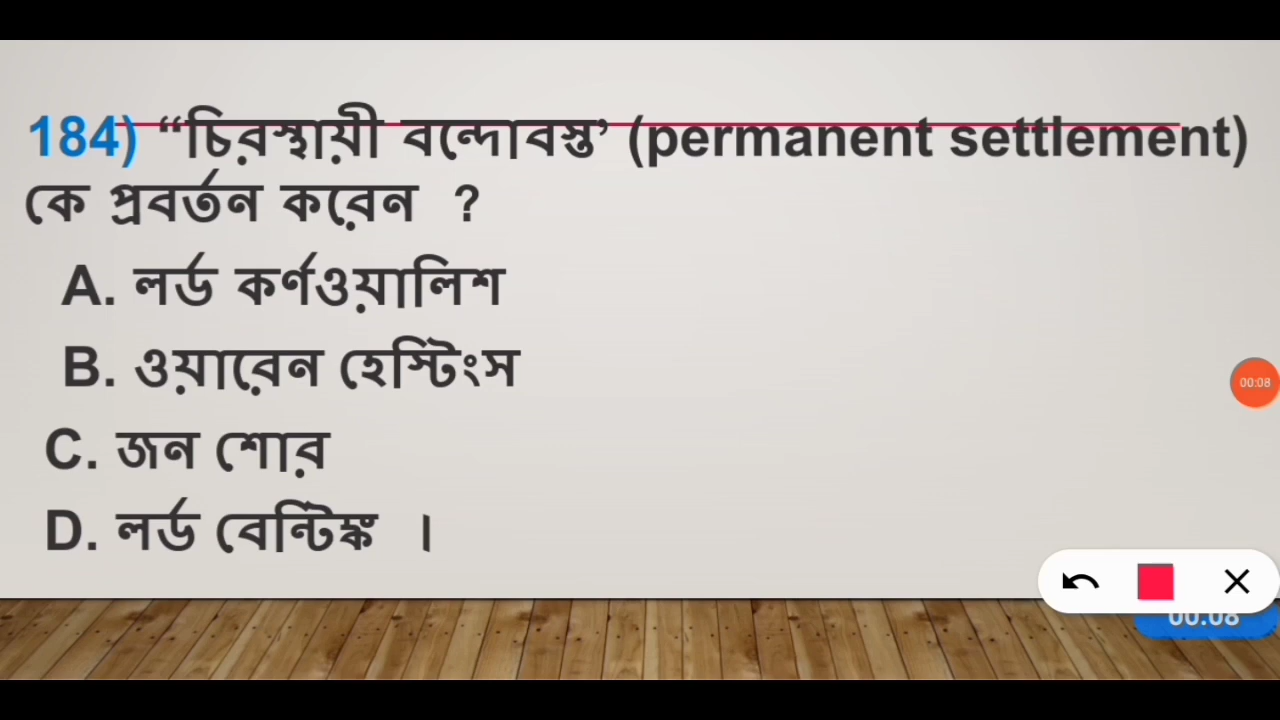 184) “চিরস্থায়ী বন্দোবস্ত’ (permanent settlement)
কে প্রবর্তন করেন ?
A. লর্ড কর্ণওয়ালিশ
B. ওয়ারেন হেস্টিংস
00:08
C. জন শোর
D. লর্ড বেন্টিঙ্ক ।
00:08